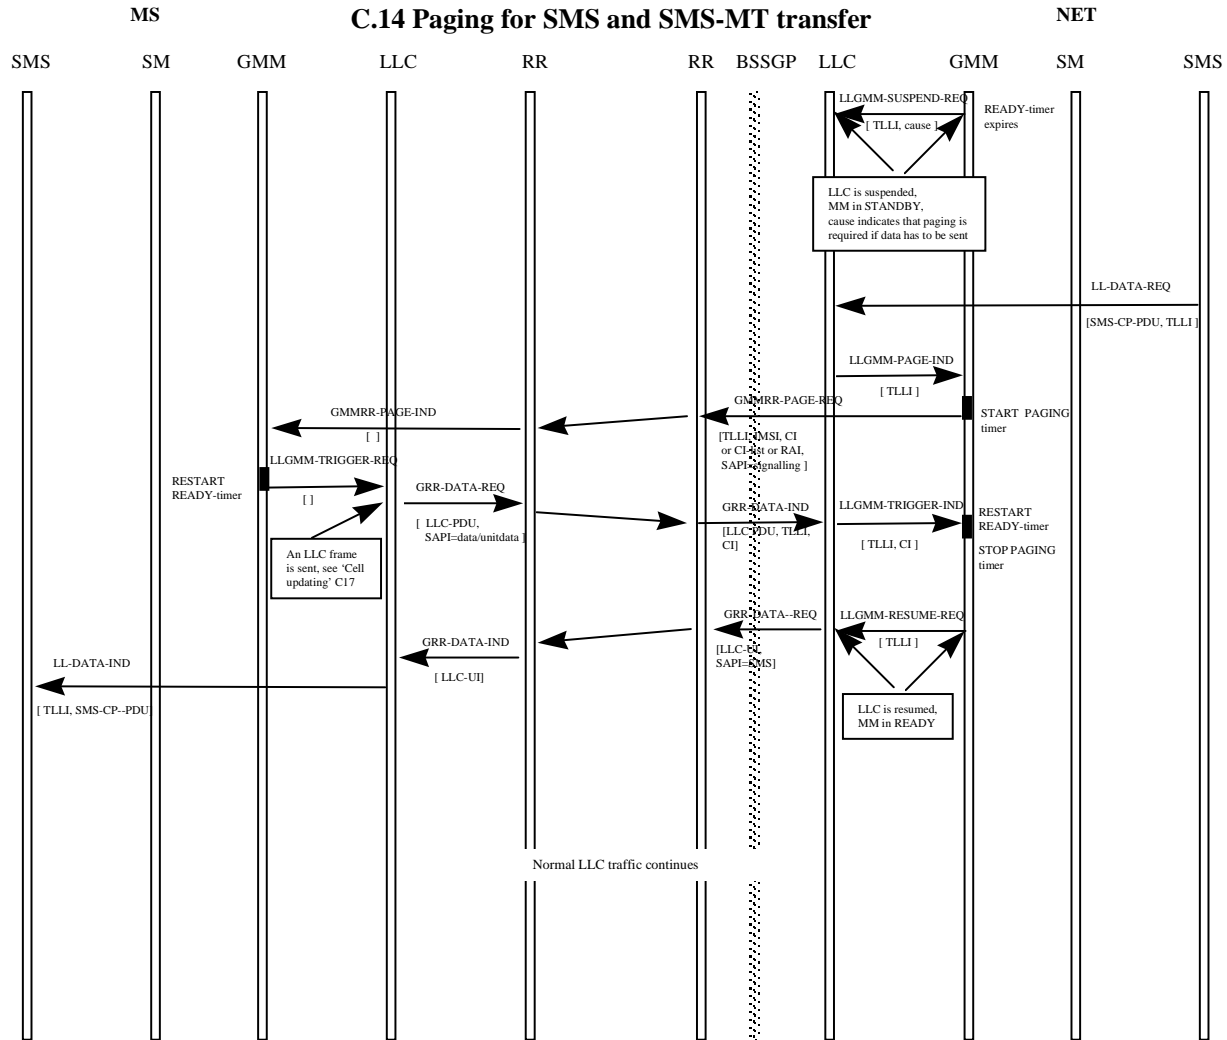 MS
C.14 Paging for SMS and SMS-MT transfer
NET
SMS SM GMM LLC RR RR BSSGP LLC GMM SM SMS
LLGMM-SUSPEND-REQ
[ TLLI, cause ]
READY-timer
expires
LLC is suspended,
MM in STANDBY,
cause indicates that paging is
required if data has to be sent
LL-DATA-REQ
[SMS-CP-PDU, TLLI ]
LLGMM-PAGE-IND
[ TLLI ]
GMMRR-PAGE-REQ
START PAGING
timer
[TLLI, IMSI, CI
or CI-list or RAI,
SAPI=signalling ]
GMMRR-PAGE-IND
[ ]
LLGMM-TRIGGER-REQ
[ ]
RESTART
READY-timer
GRR-DATA-REQ
[ LLC-PDU,
SAPI=data/unitdata ]
An LLC frame
is sent, see ‘Cell
updating’ C17
GRR-DATA-IND
[LLC-PDU, TLLI,
CI]
LLGMM-TRIGGER-IND
[ TLLI, CI ]
RESTART
READY-timer
STOP PAGING
timer
GRR-DATA--REQ
[LLC-UI,
SAPI=SMS]
LLGMM-RESUME-REQ
[ TLLI ]
GRR-DATA-IND
[ LLC-UI]
LL-DATA-IND
[ TLLI, SMS-CP--PDU]
LLC is resumed,
MM in READY
Normal LLC traffic continues